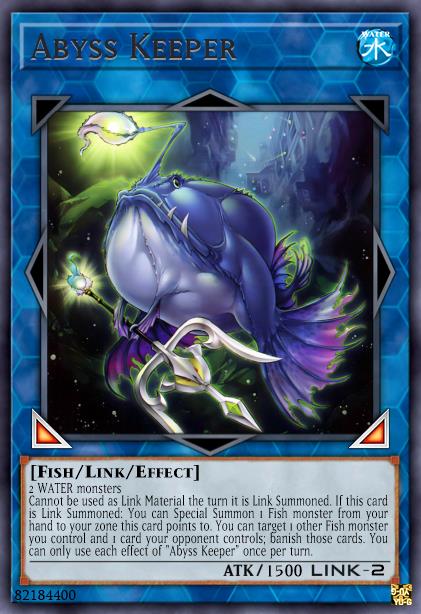 Abyss Keeper
WATER
水
[Fish/Link/Effect]
2 WATER monsters
Cannot be used as Link Material the turn it is Link Summoned. If this card
is Link Summoned: You can Special Summon 1 Fish monster from your
hand to your zone this card points to. You can target 1 other Fish monster
you control and 1 card your opponent controls; banish those cards. You
can only use each effect of "Abyss Keeper" once per turn.
ATK/1500 LINK-2
82184400